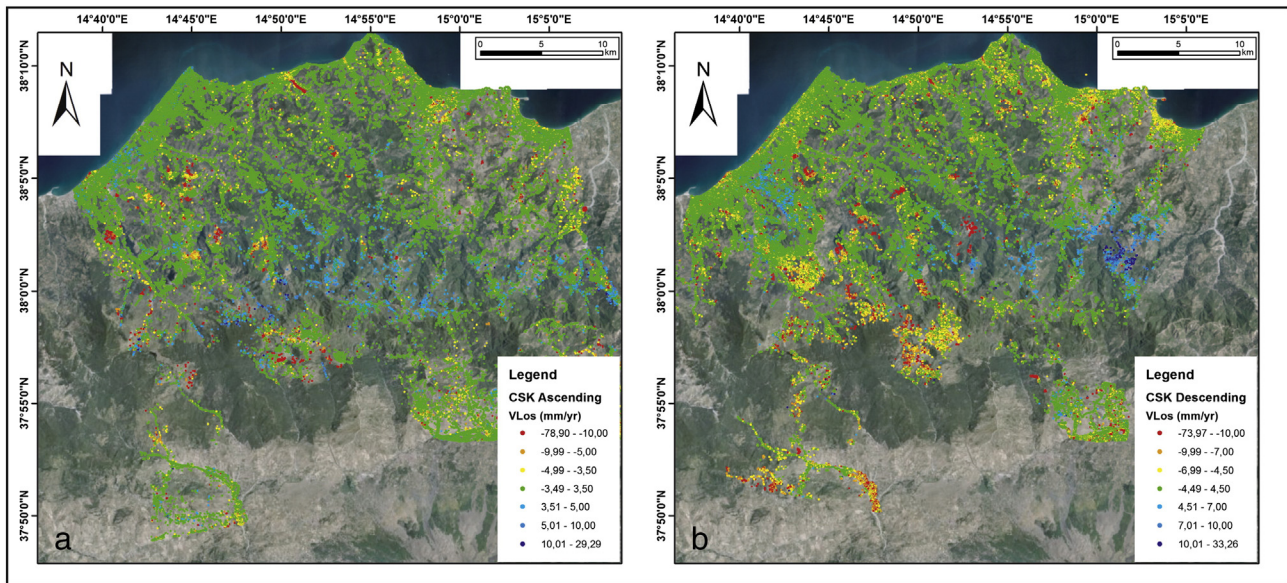 14°40'0"E 14°45'0"E 14°50'0"E 14°55'0"E 15°0'0"E 15°5'0"E
0 5 10
km
N
38°10'0"N
38°5'0"N
38°0'0"N
37°55'0"N
37°50'0"N
Legend
CSK Ascending
VLos (mm/yr)
-78,90 - -10,00
-9,99 - -5,00
-4,99 - -3,50
-3,49 - 3,50
3,51 - 5,00
5,01 - 10,00
10,01 - 29,29
a
14°40'0"E 14°45'0"E 14°50'0"E 14°55'0"E 15°0'0"E 15°5'0"E
0 5 10
km
N
38°10'0"N
38°5'0"N
38°0'0"N
37°55'0"N
37°50'0"N
Legend
CSK Descending
VLos (mm/yr)
-73,97 - -10,00
-9,99 - -7,00
-6,99 - -4,50
-4,49 - 4,50
4,51 - 7,00
7,01 - 10,00
10,01 - 33,26
b